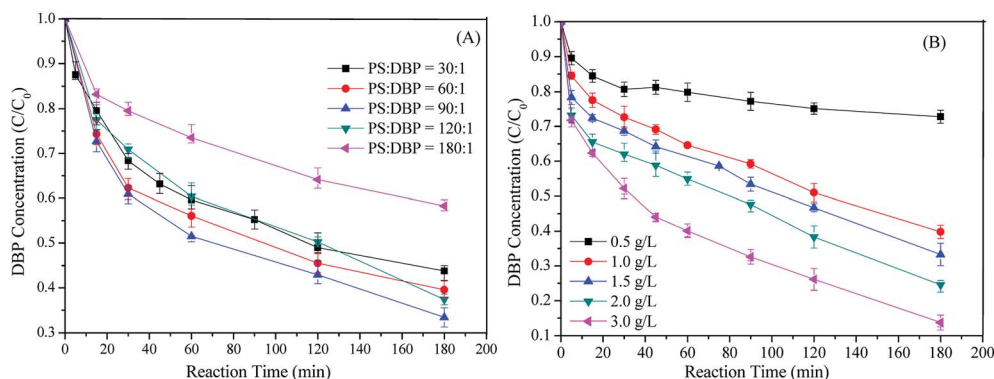 (A)
PS:DBP = 30:1
PS:DBP = 60:1
PS:DBP = 90:1
PS:DBP = 120:1
PS:DBP = 180:1
DBP Concentration (C/C₀)
1.0
0.9
0.8
0.7
0.6
0.5
0.4
0.3
0 20 40 60 80 100 120 140 160 180 200
Reaction Time (min)
(B)
DBP Concentration (C/C₀)
1.0
0.9
0.8
0.7
0.6
0.5
0.4
0.3
0.2
0.1
0.5 g/L
1.0 g/L
1.5 g/L
2.0 g/L
3.0 g/L
0 20 40 60 80 100 120 140 160 180 200
Reaction Time (min)